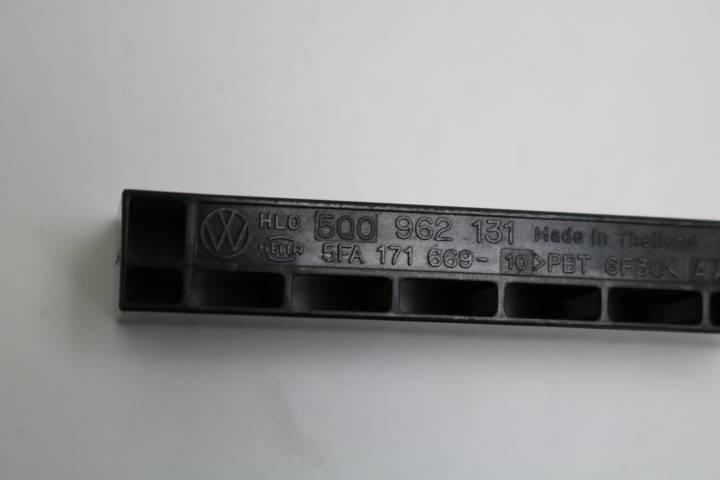 HLO 5Q0 962 131 Made in Thailand
HELLA 5FA 171 669-10 >PBT GF30< A